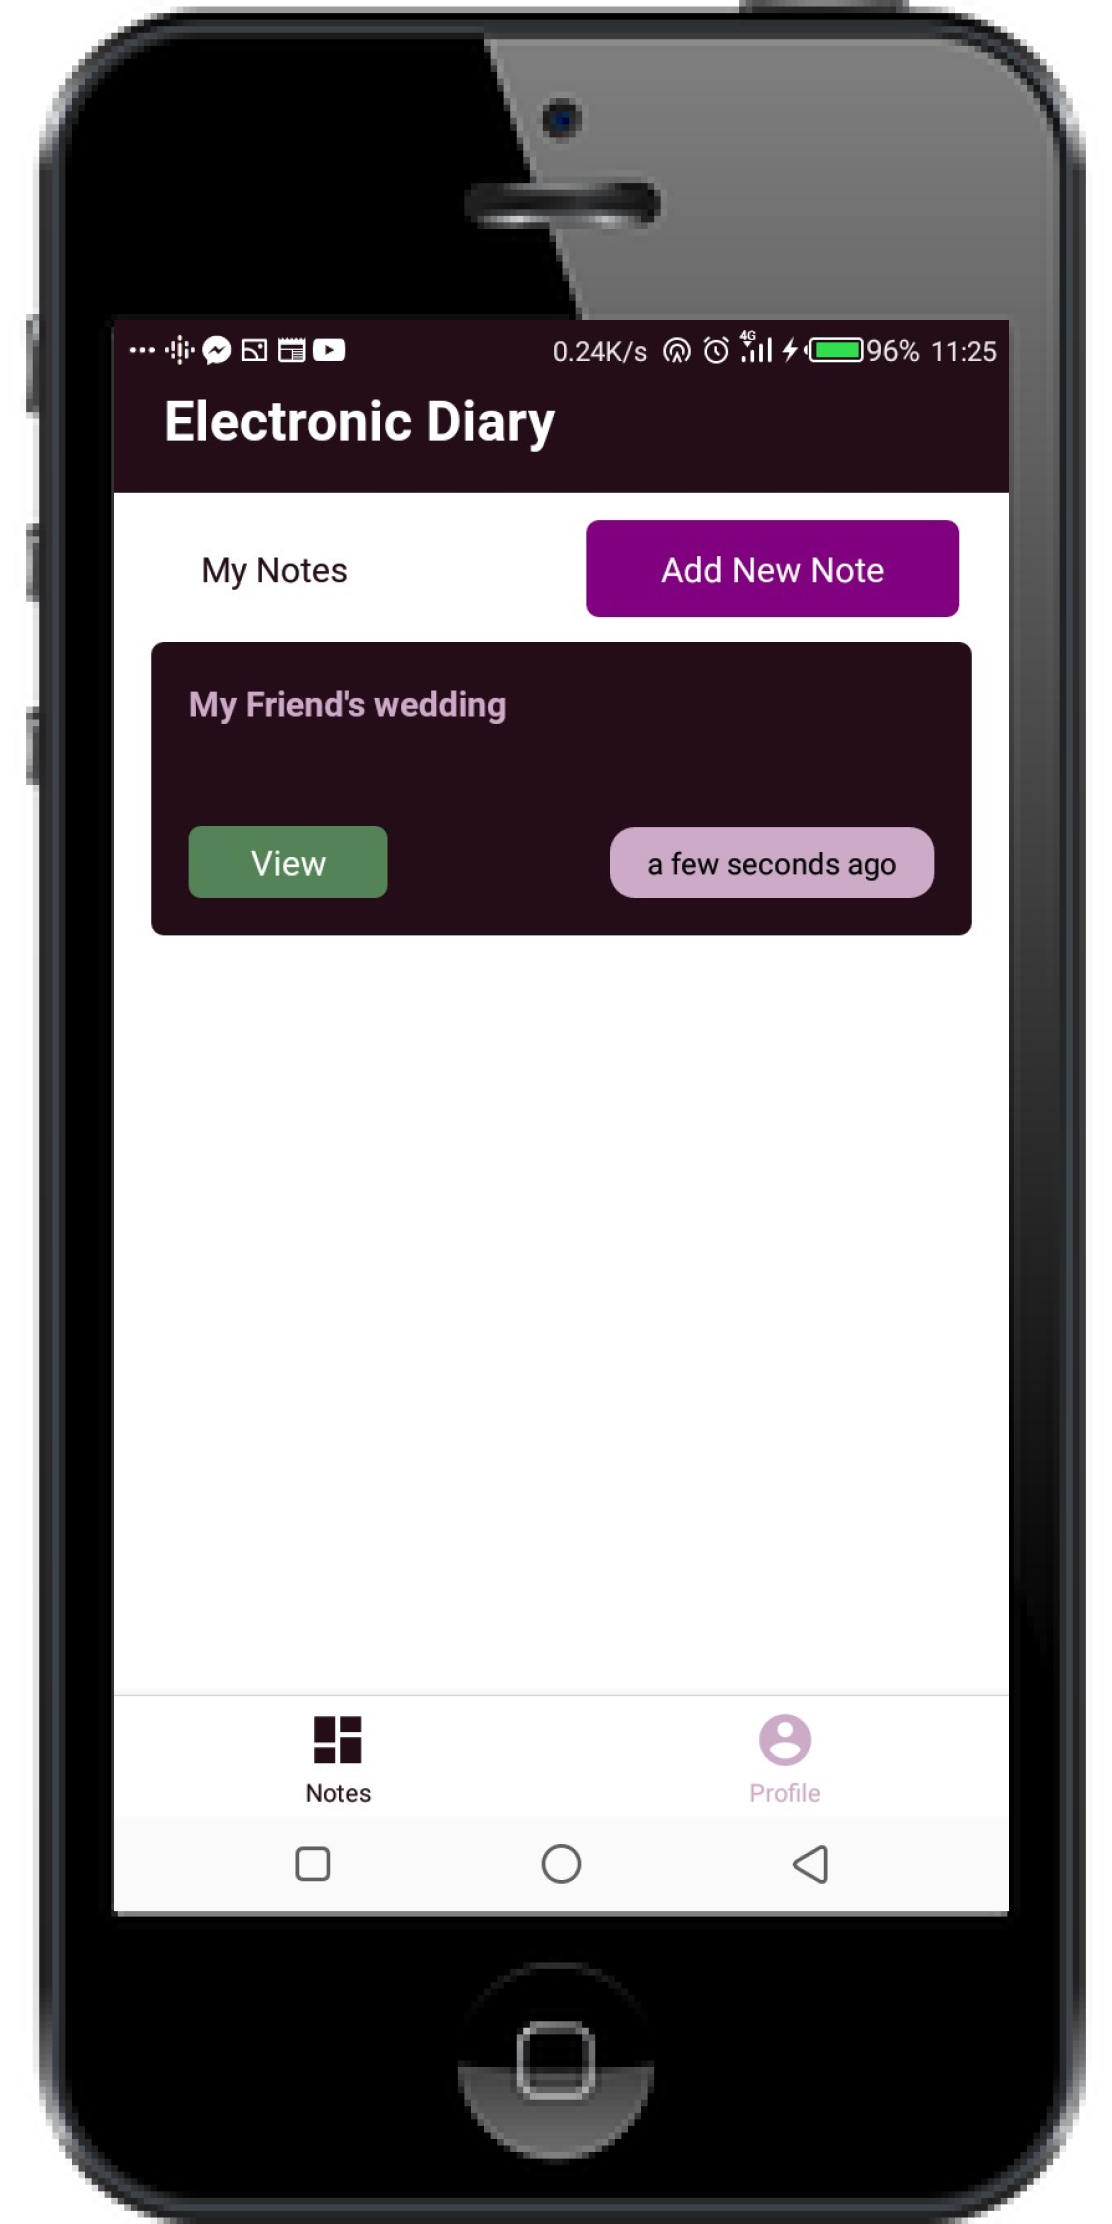 0.24K/s 4G 96% 11:25
Electronic Diary
My Notes
Add New Note
My Friend's wedding
View
a few seconds ago
Notes
Profile